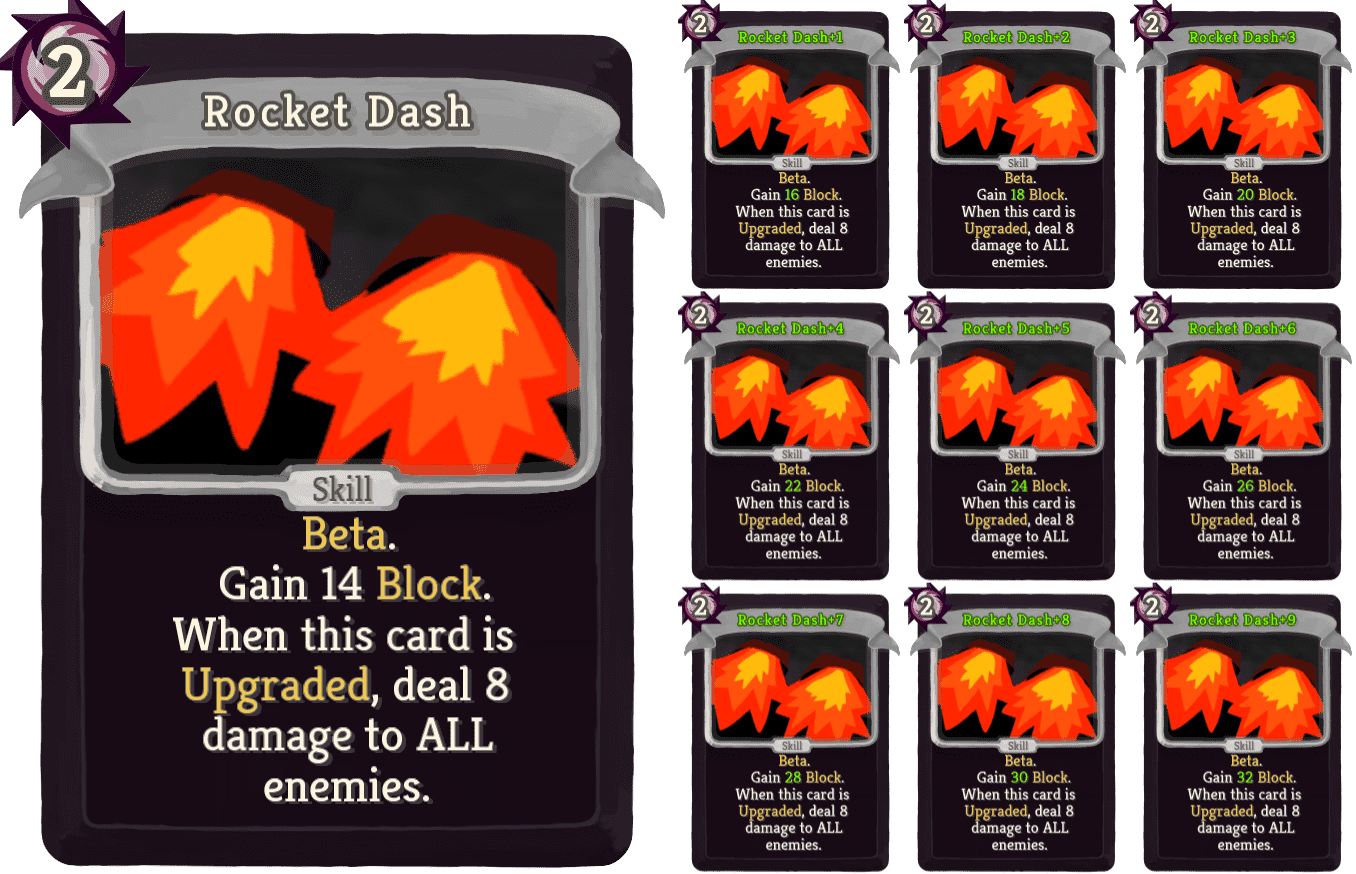 2
Rocket Dash
Skill
Beta.
Gain 14 Block.
When this card is
Upgraded, deal 8
damage to ALL
enemies.
2
Rocket Dash+1
Skill
Beta.
Gain 16 Block.
When this card is
Upgraded, deal 8
damage to ALL
enemies.
2
Rocket Dash+2
Skill
Beta.
Gain 18 Block.
When this card is
Upgraded, deal 8
damage to ALL
enemies.
2
Rocket Dash+3
Skill
Beta.
Gain 20 Block.
When this card is
Upgraded, deal 8
damage to ALL
enemies.
2
Rocket Dash+4
Skill
Beta.
Gain 22 Block.
When this card is
Upgraded, deal 8
damage to ALL
enemies.
2
Rocket Dash+5
Skill
Beta.
Gain 24 Block.
When this card is
Upgraded, deal 8
damage to ALL
enemies.
2
Rocket Dash+6
Skill
Beta.
Gain 26 Block.
When this card is
Upgraded, deal 8
damage to ALL
enemies.
2
Rocket Dash+7
Skill
Beta.
Gain 28 Block.
When this card is
Upgraded, deal 8
damage to ALL
enemies.
2
Rocket Dash+8
Skill
Beta.
Gain 30 Block.
When this card is
Upgraded, deal 8
damage to ALL
enemies.
2
Rocket Dash+9
Skill
Beta.
Gain 32 Block.
When this card is
Upgraded, deal 8
damage to ALL
enemies.